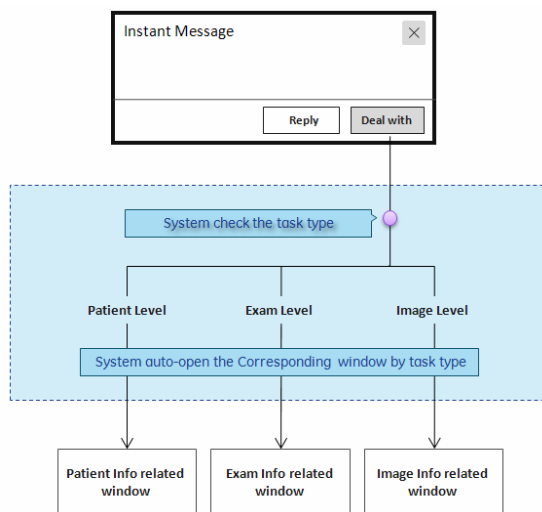 Instant Message
Reply
Deal with
System check the task type
Patient Level
Exam Level
Image Level
System auto-open the Corresponding window by task type
Patient Info related
window
Exam Info related
window
Image Info related
window